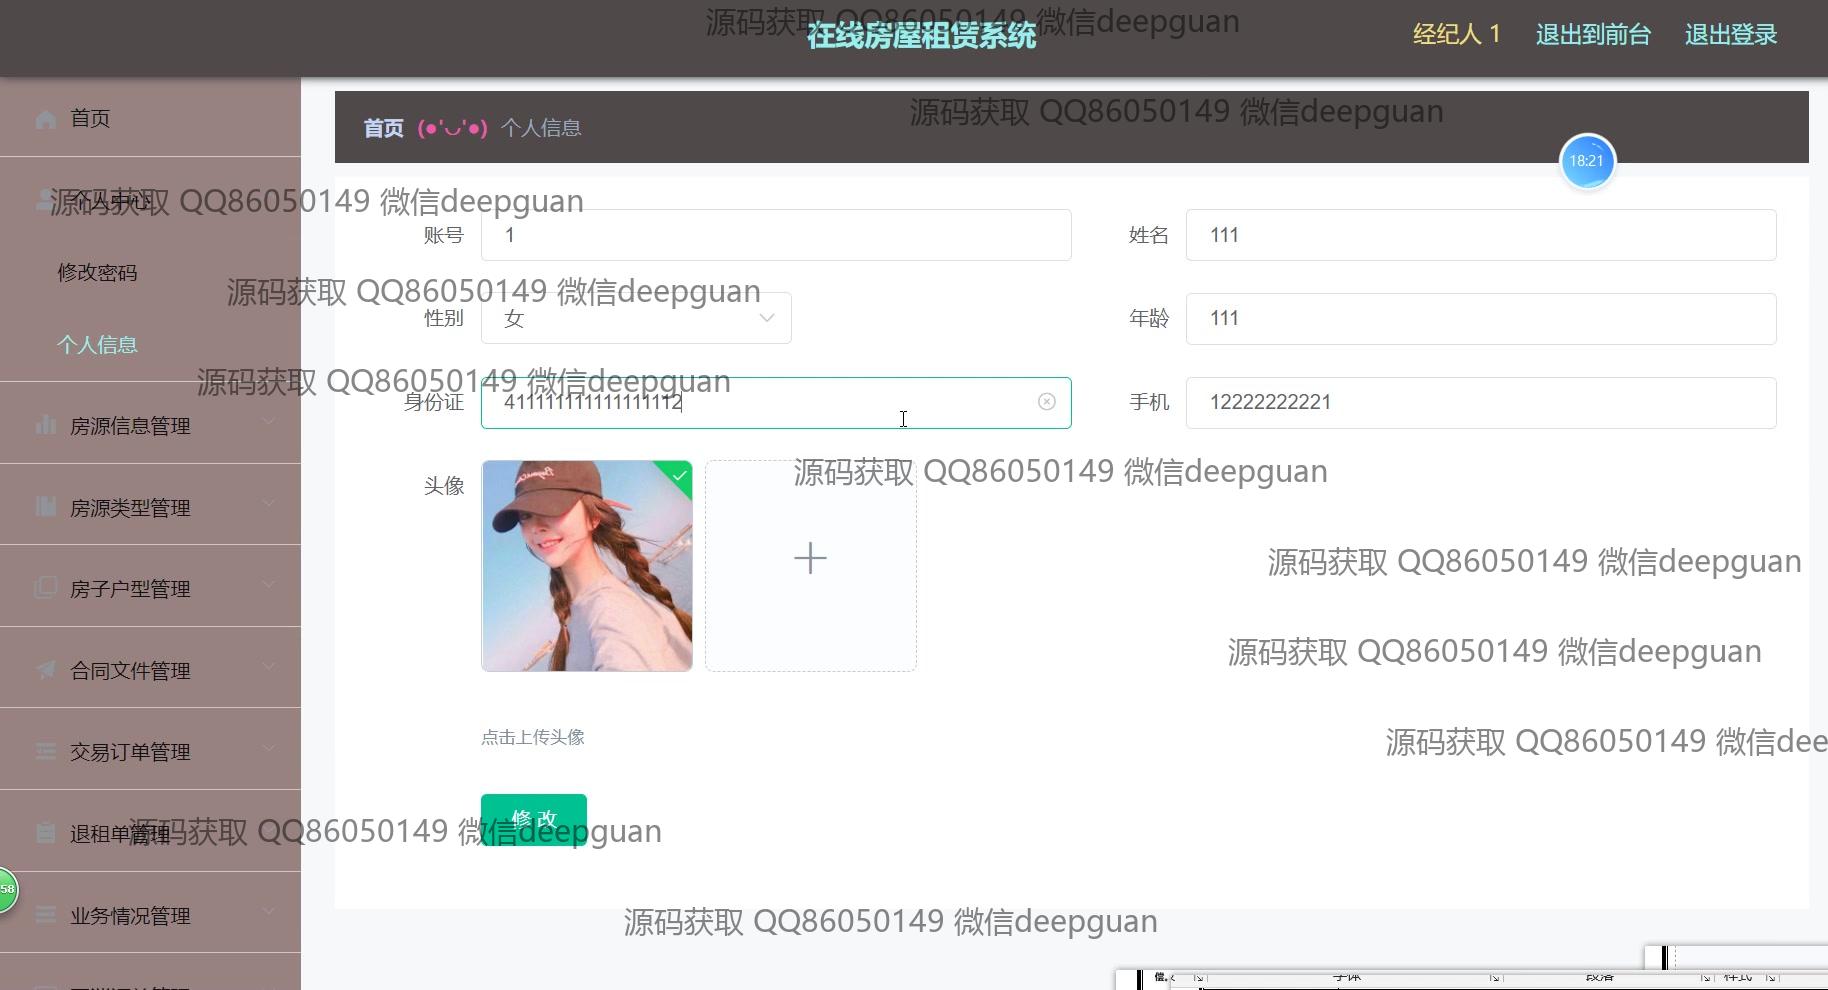 源码获取 QQ86050149 微信deepguan
在线房屋租赁系统
经纪人 1
退出到前台
退出登录
首页
首页 (●'◡'●) 个人信息
源码获取 QQ86050149 微信deepguan
18:21
个人中心
源码获取 QQ86050149 微信deepguan
账号 1
姓名 111
修改密码
源码获取 QQ86050149 微信deepguan
性别 女
年龄 111
个人信息
源码获取 QQ86050149 微信deepguan
身份证 411111111111111112
手机 12222222221
房源信息管理
源码获取 QQ86050149 微信deepguan
头像
房源类型管理
源码获取 QQ86050149 微信deepguan
房子户型管理
源码获取 QQ86050149 微信deepguan
合同文件管理
点击上传头像
源码获取 QQ86050149 微信dee
交易订单管理
修改
退租单管理
源码获取 QQ86050149 微信deepguan
58
业务情况管理
源码获取 QQ86050149 微信deepguan
字体
段落
样式